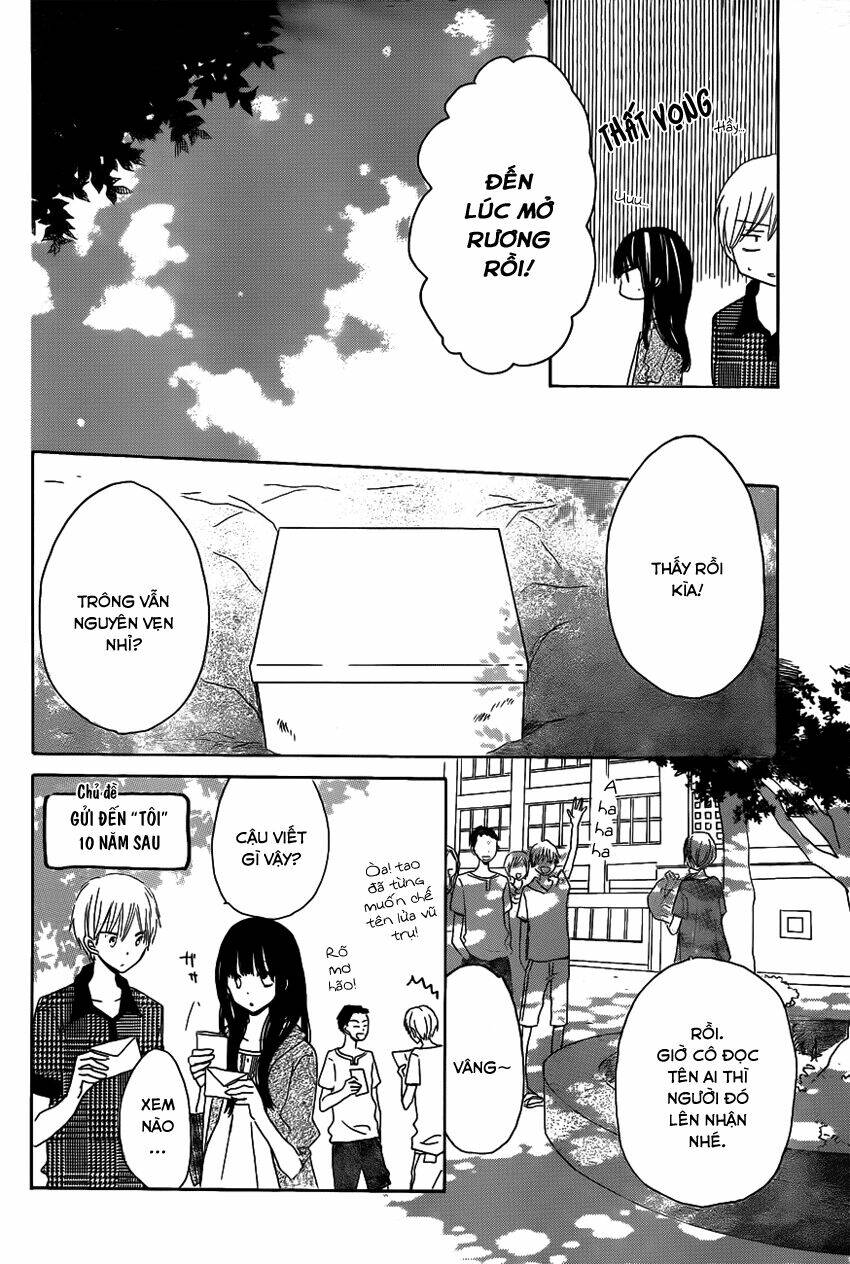 THẤT VỌNG
Hầy..
Uuu..
ĐẾN
LÚC MỞ
RƯƠNG
RỒI!
THẤY RỒI
KÌA!
TRÔNG VẪN
NGUYÊN VẸN
NHỈ?
A
ha
ha
ha
RỒI.
GIỜ CÔ ĐỌC
TÊN AI THÌ
NGƯỜI ĐÓ
LÊN NHẬN
NHÉ.
VÂNG~
Chủ đề
GỬI ĐẾN “TÔI”
10 NĂM SAU
CẬU VIẾT
GÌ VẬY?
Òa! tao
đã từng
muốn chế
tên lửa vũ
trụ!
Rõ
mơ
hão!
XEM
NÀO
...